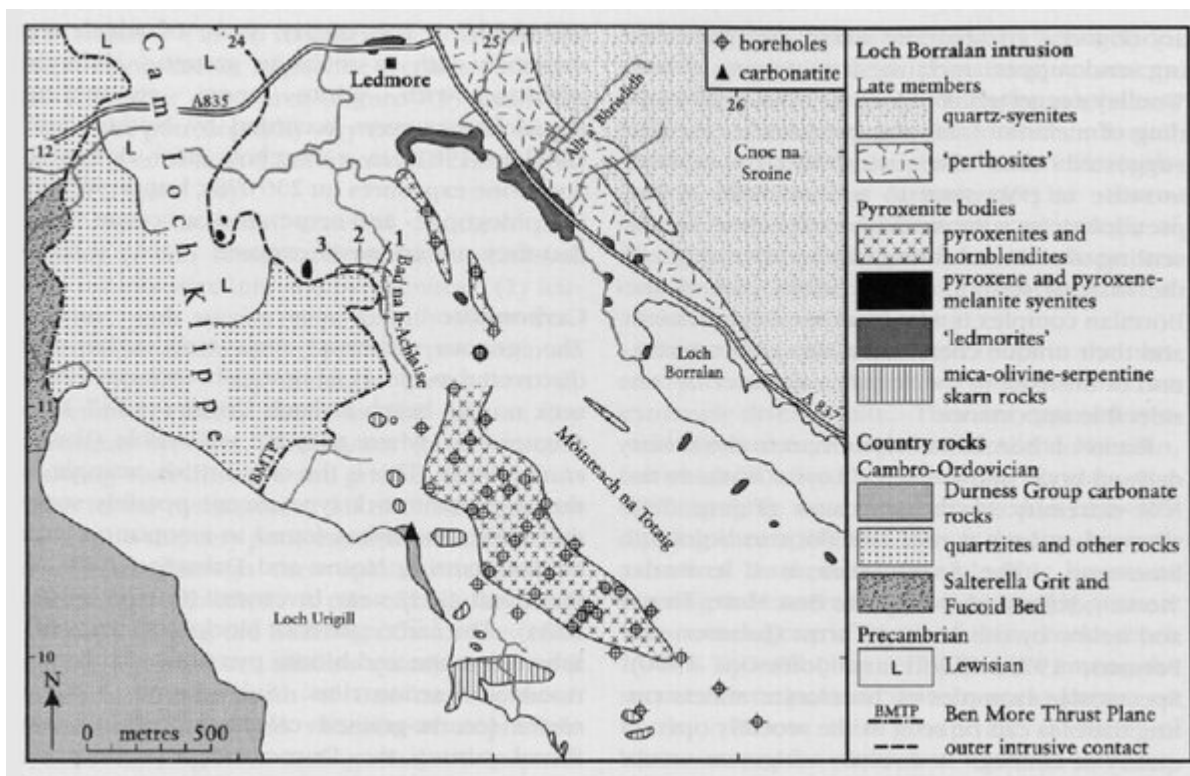 L
Cam Loch Klippe
24
25
Ledmore
boreholes
carbonatite
A835
L
L
L
12
26
Allt a' Bhrisdidh
Cnoc na
Sroine
3
2
1
L
Bad na h-Achlaise
Loch
Borralan
A 837
11
BMTP
Mointeach na Totaig
Loch Urigill
10
N
0 metres 500
Loch Borralan intrusion
Late members
quartz-syenites
'perthosites'
Pyroxenite bodies
pyroxenites and
hornblendites
pyroxene and pyroxene-
melanite syenites
'ledmorites'
mica-olivine-serpentine
skarn rocks
Country rocks
Cambro-Ordovician
Durness Group carbonate
rocks
quartzites and other rocks
Salterella Grit and
Fucoid Bed
Precambrian
L Lewisian
BMTP Ben More Thrust Plane
outer intrusive contact